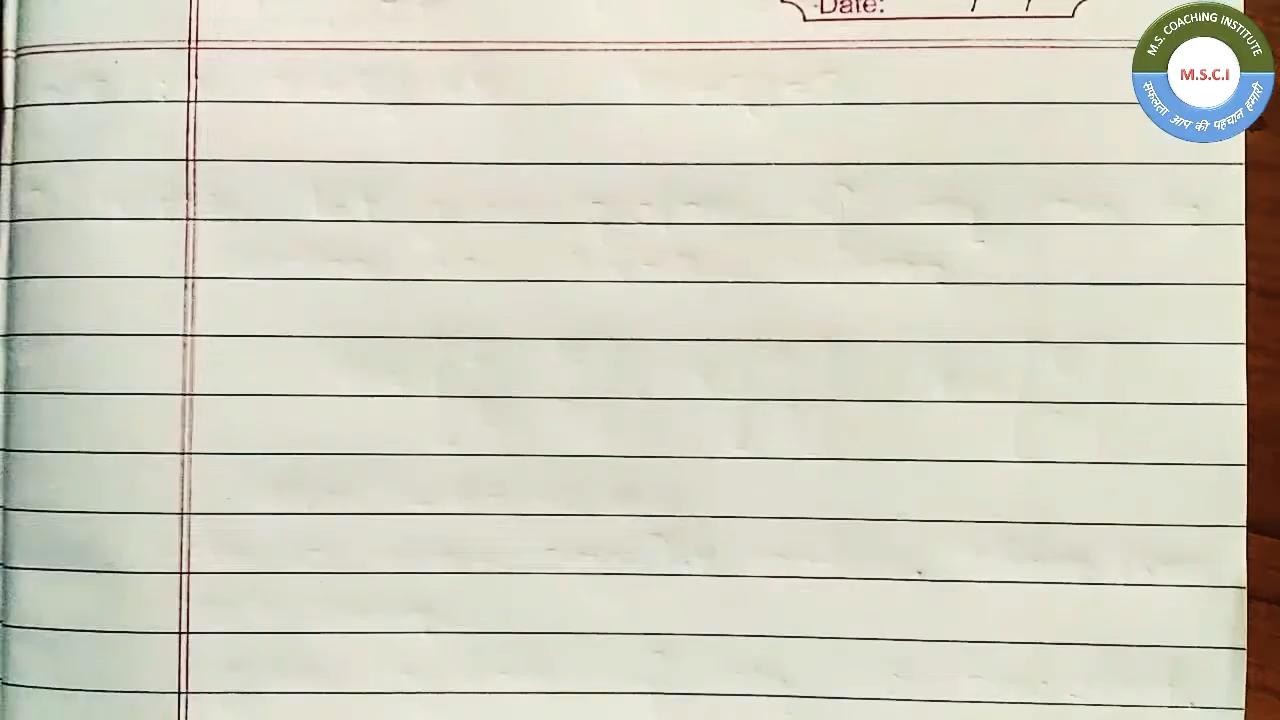 Date: / /
M.S. COACHING INSTITUTE
M.S.C.I
सफलता आप की पहचान हमारी